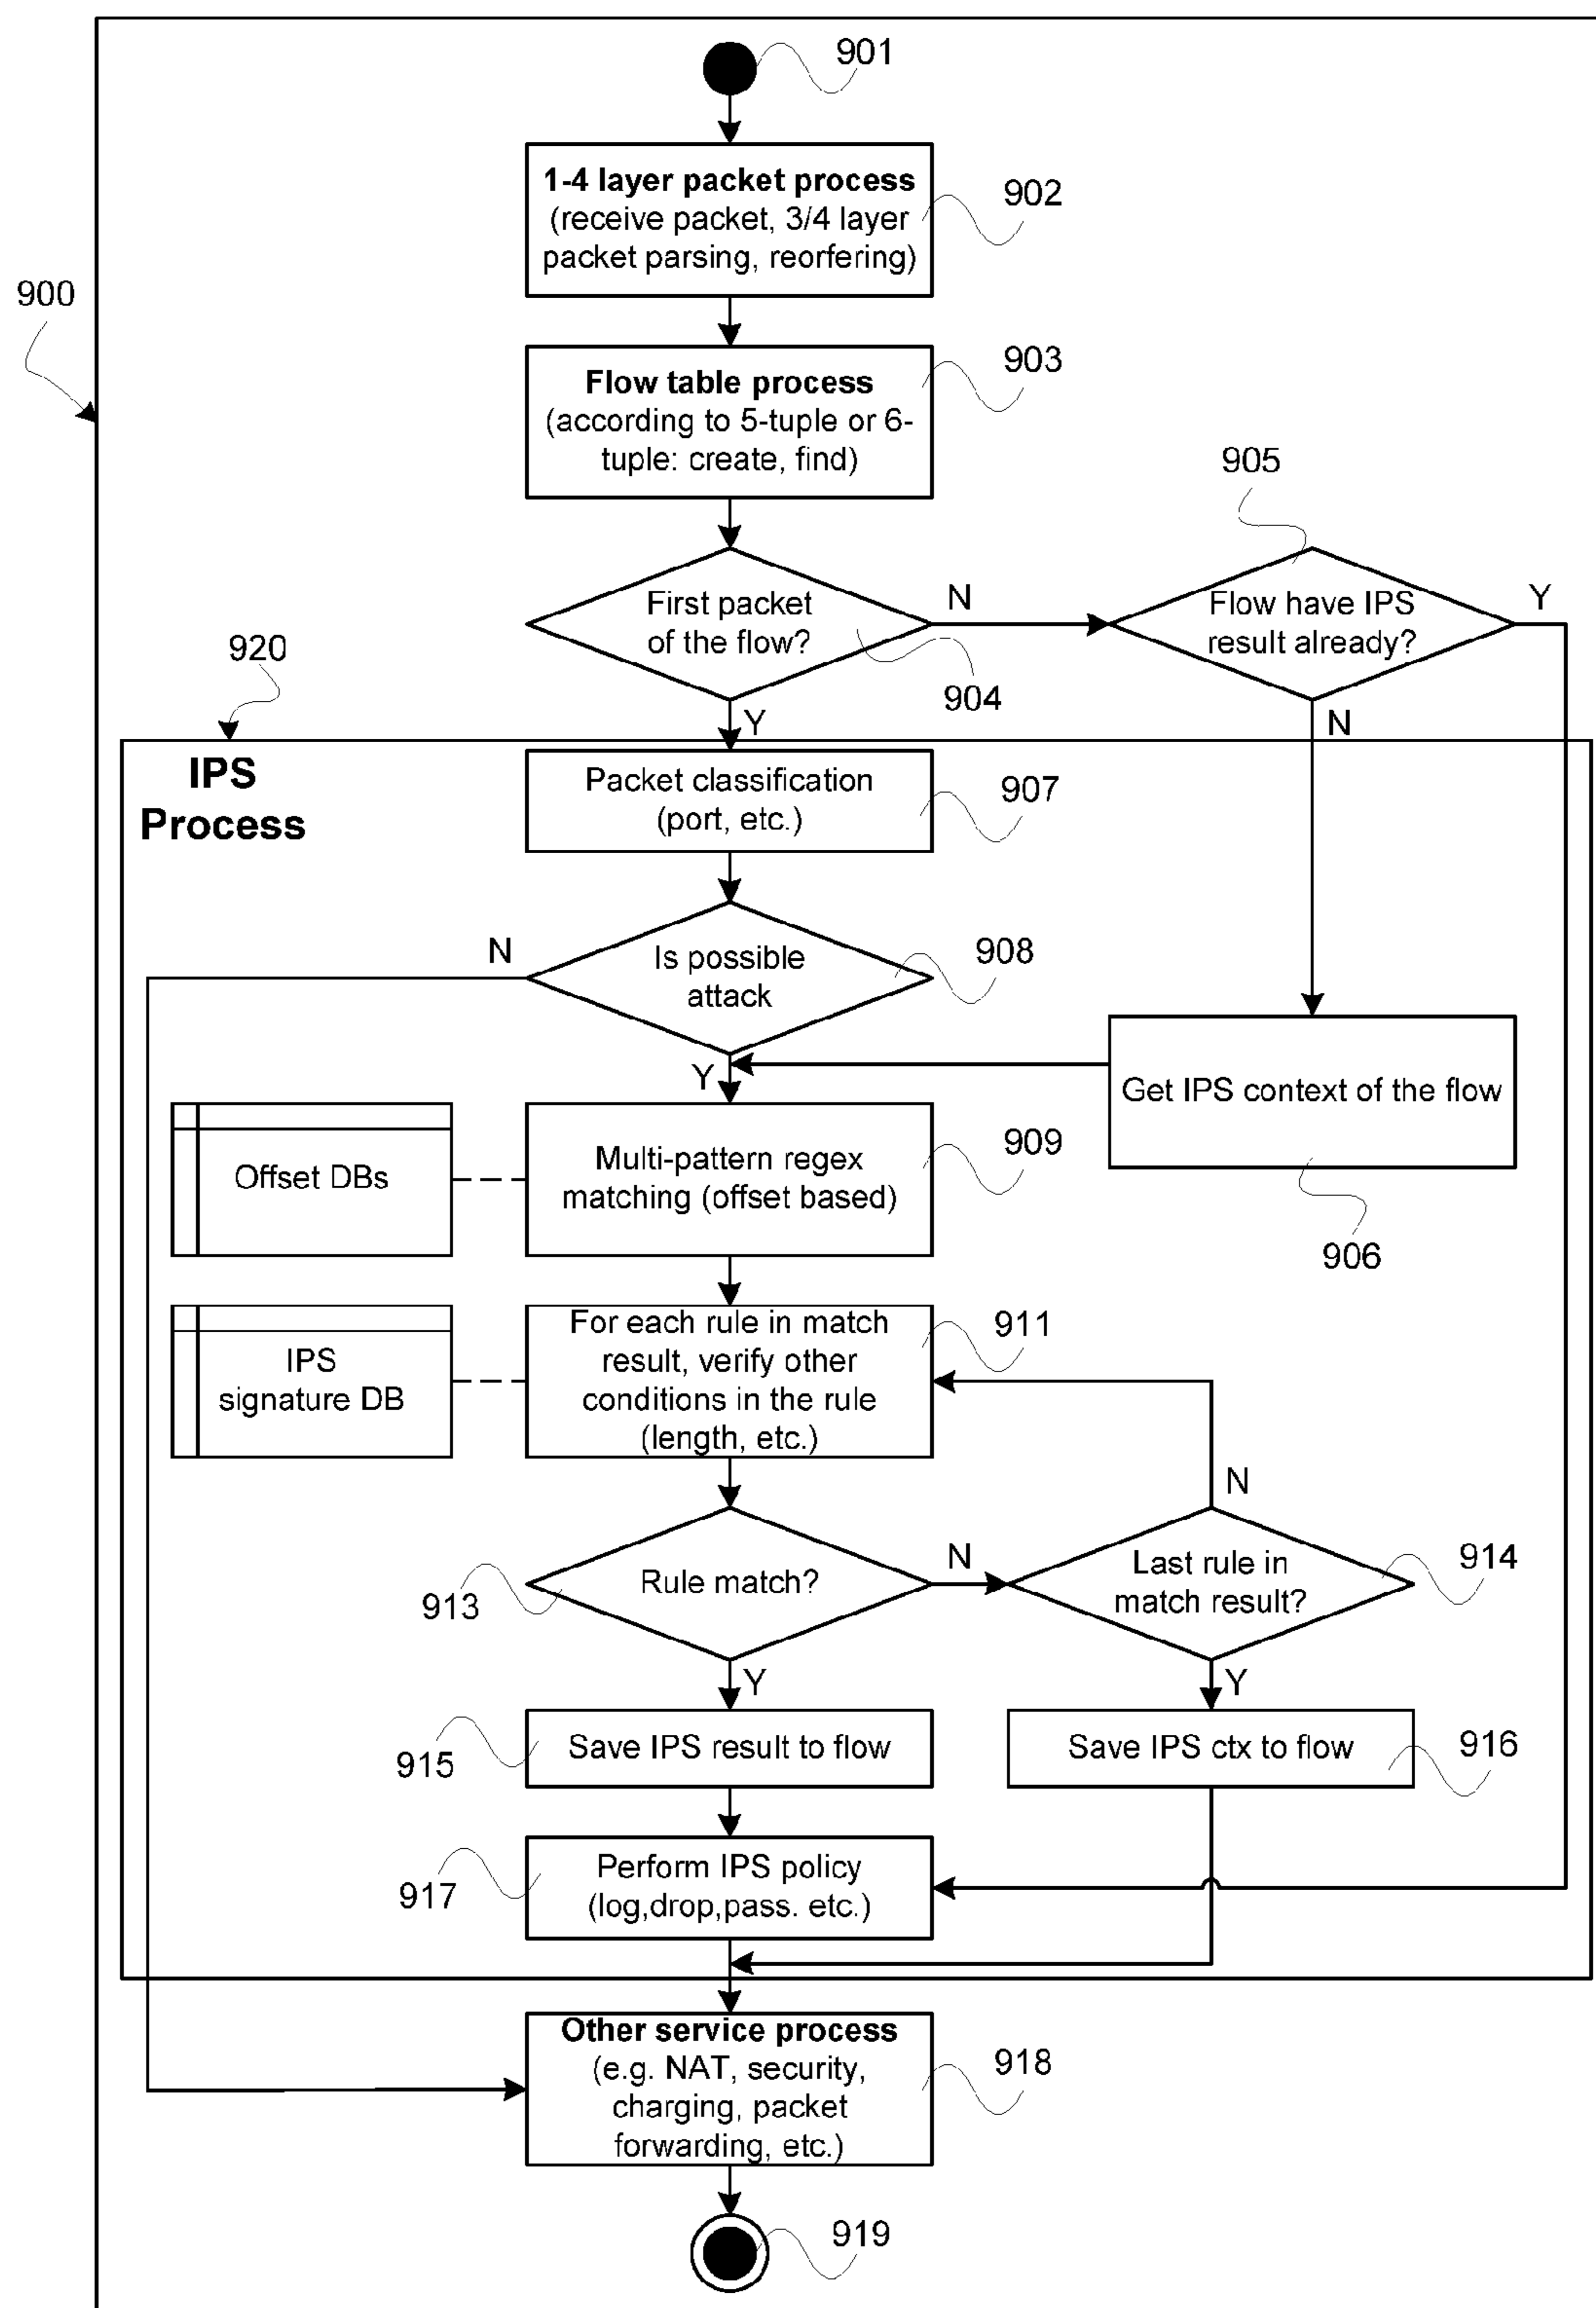 901
1-4 layer packet process
(receive packet, 3/4 layer
packet parsing, reorfering)
902
900
Flow table process
(according to 5-tuple or 6-
tuple: create, find)
903
905
First packet
of the flow?
N
904
Flow have IPS
result already?
Y
920
Y
N
IPS
Process
Packet classification
(port, etc.)
907
N
Is possible
attack
908
Y
Get IPS context of the flow
906
Offset DBs
Multi-pattern regex
matching (offset based)
909
IPS
signature DB
For each rule in match
result, verify other
conditions in the rule
(length, etc.)
911
N
Rule match?
913
N
Last rule in
match result?
914
Y
Y
Save IPS result to flow
915
Save IPS ctx to flow
916
Perform IPS policy
(log,drop,pass. etc.)
917
Other service process
(e.g. NAT, security,
charging, packet
forwarding, etc.)
918
919